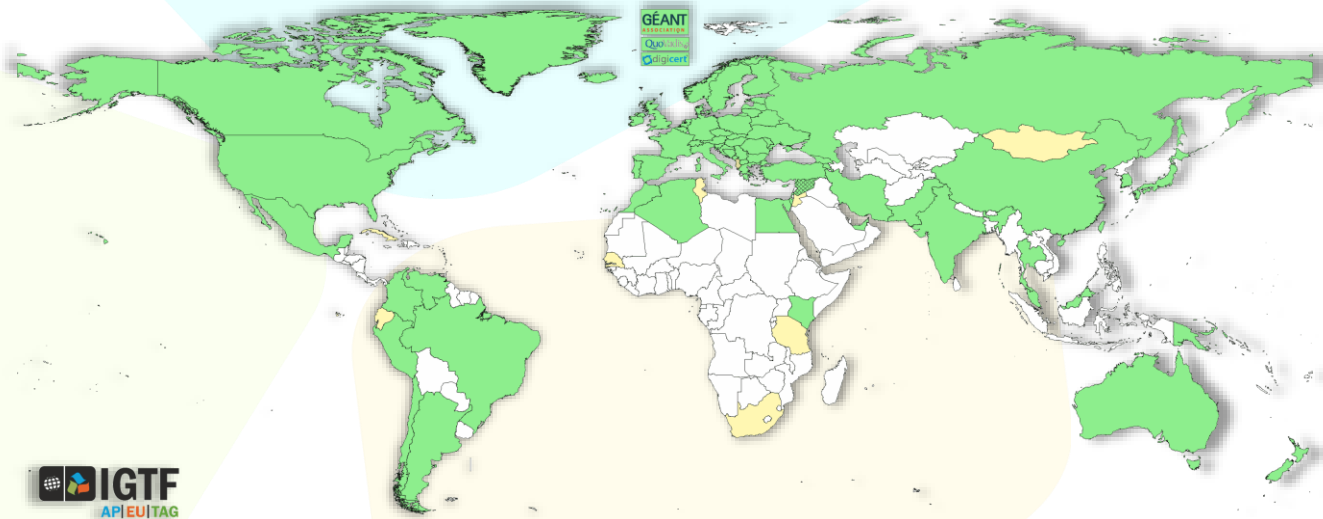 GÉANT
ASSOCIATION
QuoVadis
digicert
IGTF
AP|EU|TAG